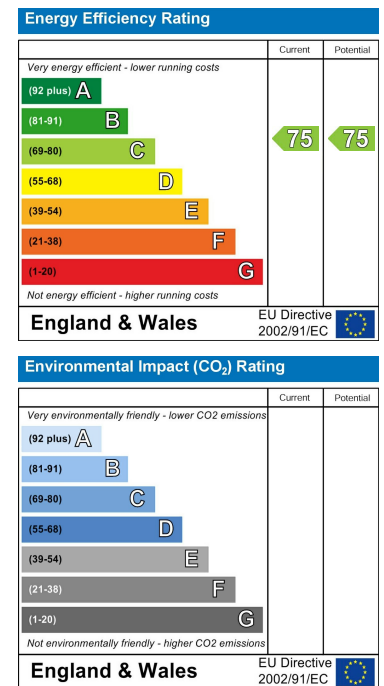 Energy Efficiency Rating
Current Potential
Very energy efficient - lower running costs
(92 plus) A
(81-91) B
(69-80) C
75 75
(55-68) D
(39-54) E
(21-38) F
(1-20) G
Not energy efficient - higher running costs
England & Wales
EU Directive
2002/91/EC
Environmental Impact (CO₂) Rating
Current Potential
Very environmentally friendly - lower CO2 emissions
(92 plus) A
(81-91) B
(69-80) C
(55-68) D
(39-54) E
(21-38) F
(1-20) G
Not environmentally friendly - higher CO2 emissions
England & Wales
EU Directive
2002/91/EC